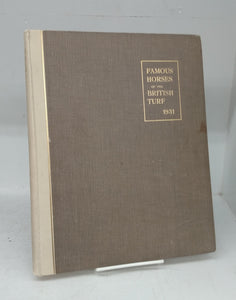 FAMOUS
HORSES
OF THE
BRITISH
TURF
1931